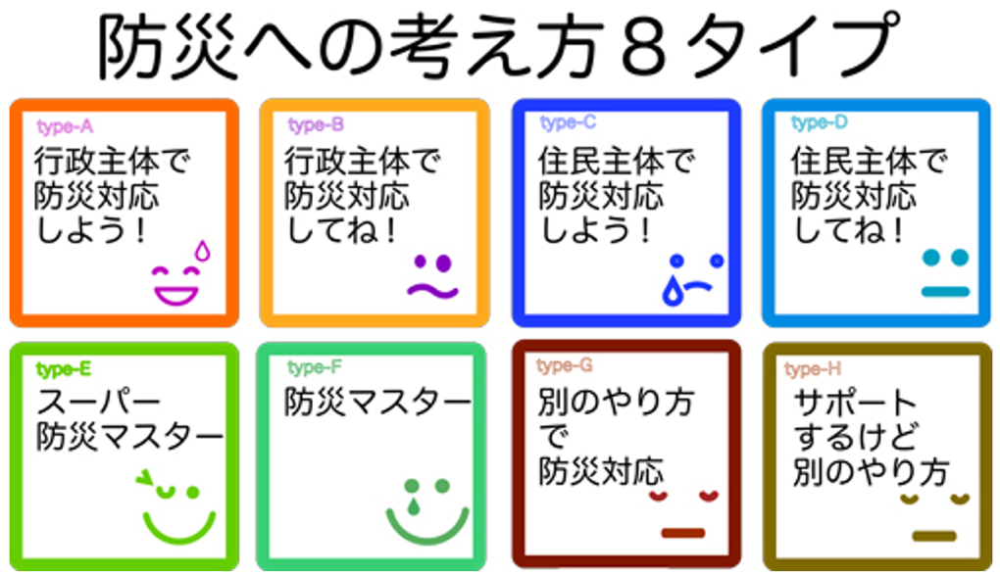 防災への考え方８タイプ
type-A
行政主体で
防災対応
しよう！
type-B
行政主体で
防災対応
してね！
type-C
住民主体で
防災対応
しよう！
type-D
住民主体で
防災対応
してね！
type-E
スーパー
防災マスター
type-F
防災マスター
type-G
別のやり方
で
防災対応
type-H
サポート
するけど
別のやり方